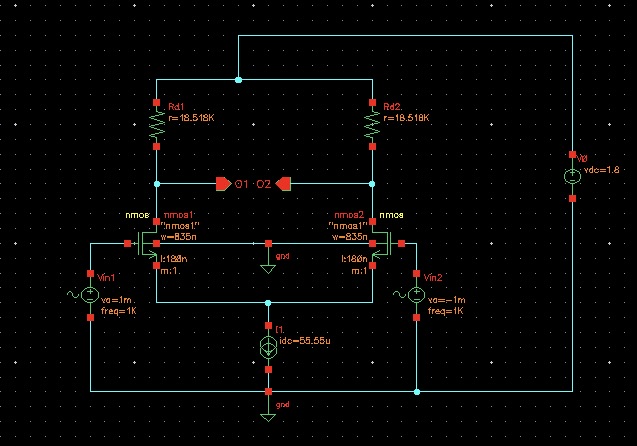 Rd1
r=18.518K
Rd2
r=18.518K
V0
vdc=1.8
O1 O2
nmos
nmos1
"nmos1"
w=835n
l:180n
m:1
nmos2
nmos
"nmos1"
w=835n
l:180n
m:1
gnd
Vin1
va=1m
freq=1K
Vin2
va=-1m
freq=1K
I1
idc=55.55u
gnd